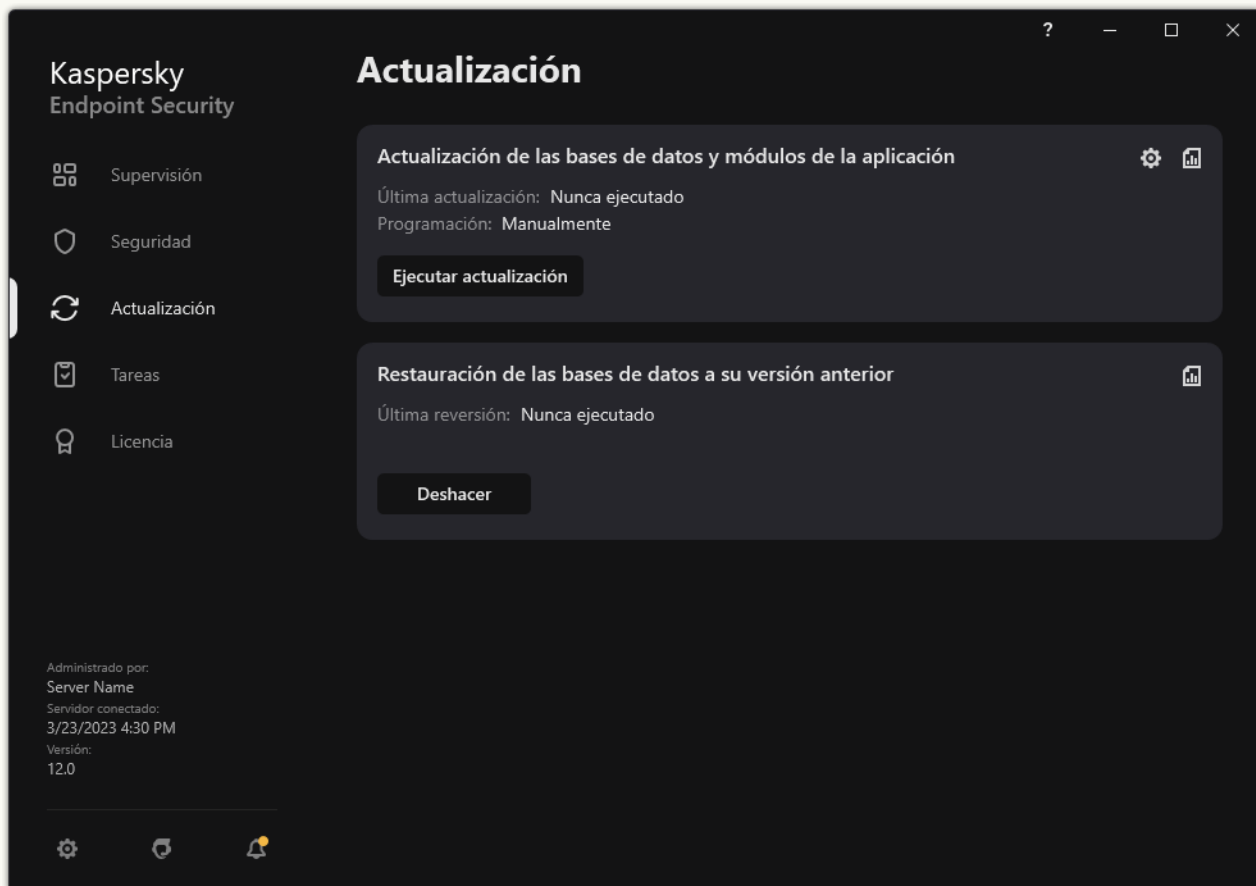 ?
Kaspersky
Endpoint Security
Supervisión
Seguridad
Actualización
Tareas
Licencia
Administrado por:
Server Name
Servidor conectado:
3/23/2023 4:30 PM
Versión:
12.0
Actualización
Actualización de las bases de datos y módulos de la aplicación
Última actualización: Nunca ejecutado
Programación: Manualmente
Ejecutar actualización
Restauración de las bases de datos a su versión anterior
Última reversión: Nunca ejecutado
Deshacer